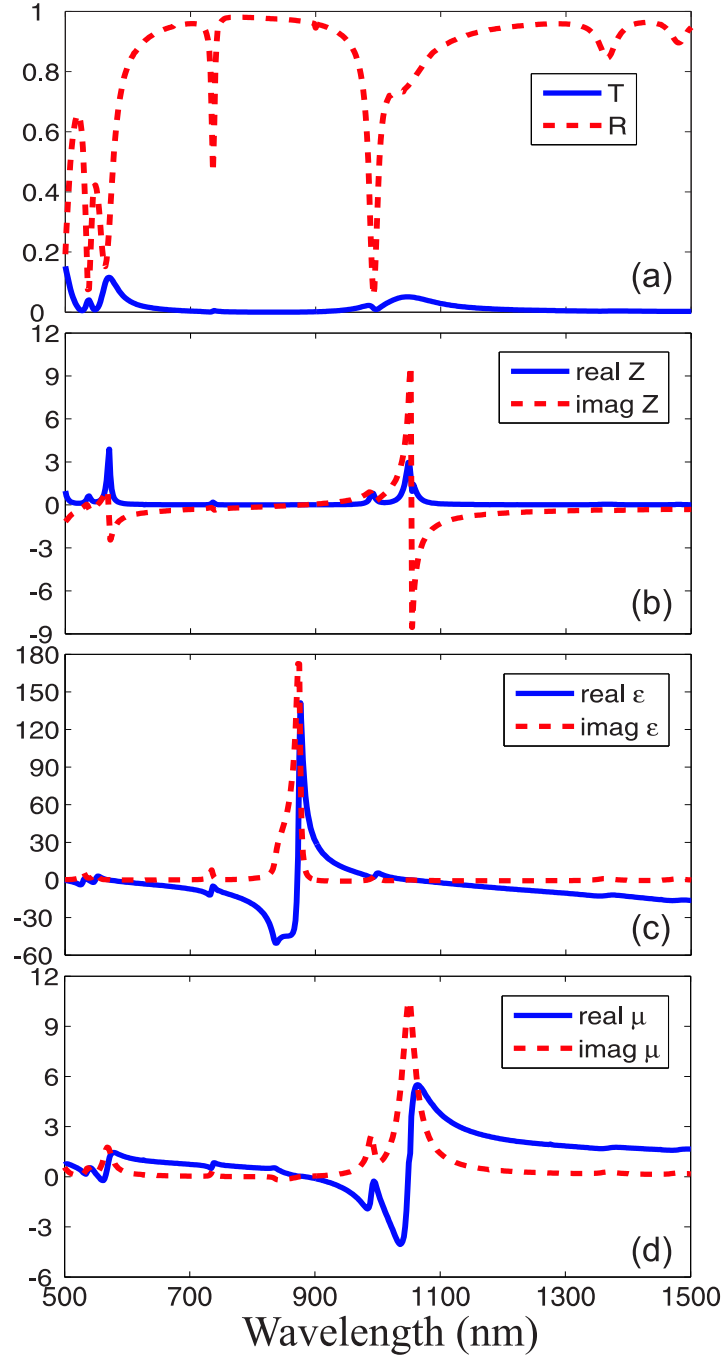 1
0.8
0.6
0.4
0.2
0
T
R
(a)
12
9
6
3
0
-3
-6
-9
real Z
imag Z
(b)
180
150
120
90
60
30
0
-30
-60
real ε
imag ε
(c)
12
9
6
3
0
-3
-6
real μ
imag μ
(d)
500 700 900 1100 1300 1500
Wavelength (nm)